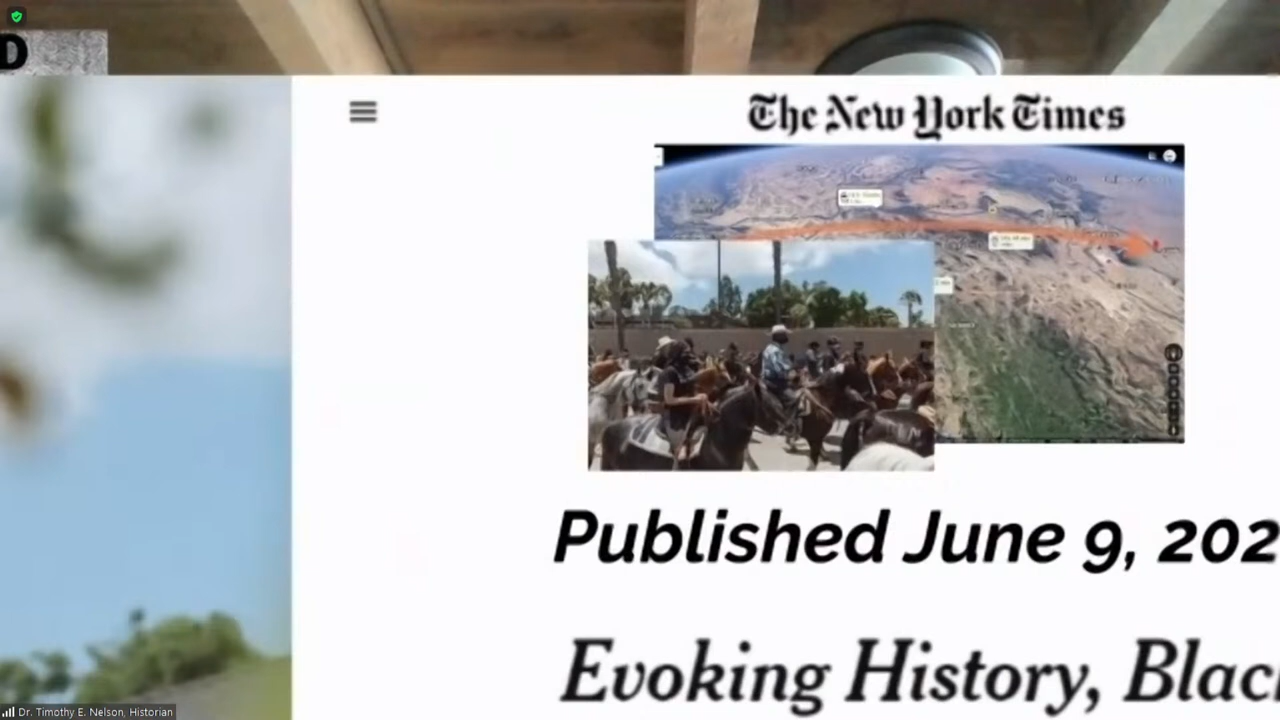 D
The New York Times
Published June 9, 202
Evoking History, Blac
Dr. Timothy E. Nelson, Historian